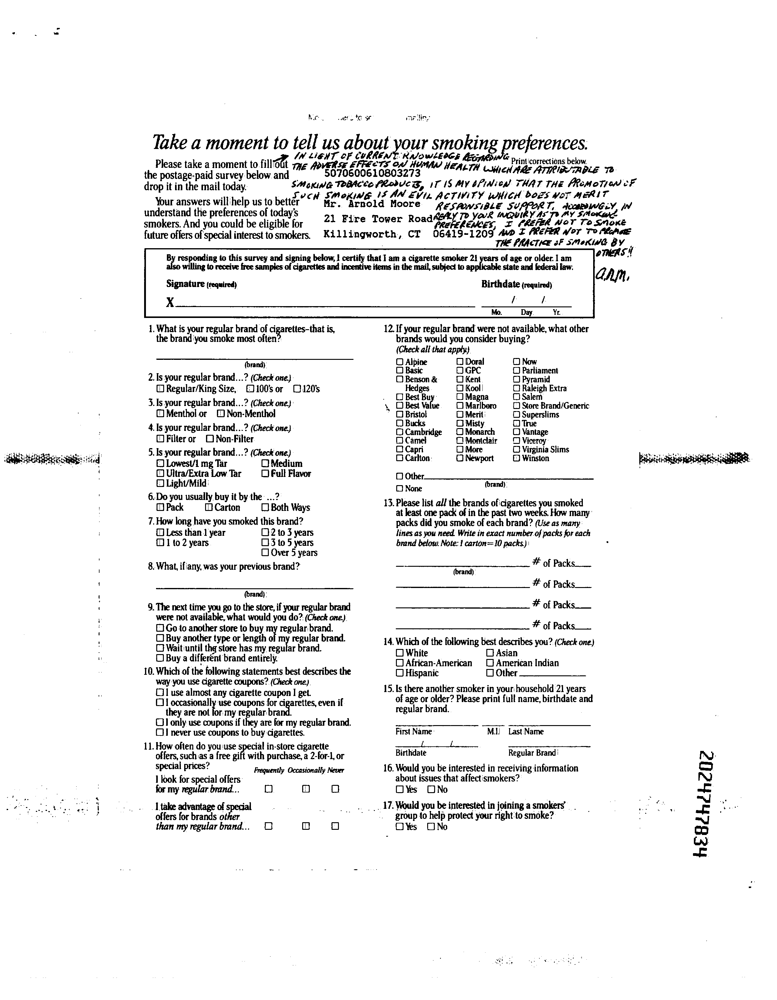 Take a moment to tell us about your smoking preferences.
IN LIGHT OF CURRENT KNOWLEDGE REGARDING
Please take a moment to fill out THE ADVERSE EFFECTS ON HUMAN HEALTH WHICH ARE ATTRIBUTABLE TO
Print corrections below.
the postage-paid survey below and 5070600610803273
drop it in the mail today. SMOKING TOBACCO PRODUCTS, IT IS MY OPINION THAT THE PROMOTION OF
SUCH SMOKING IS AN EVIL ACTIVITY WHICH DOES NOT MERIT
Your answers will help us to better Mr. Arnold Moore RESPONSIBLE SUPPORT, ACCORDINGLY, IN
understand the preferences of today's 21 Fire Tower Road REPLY TO YOUR INQUIRY AS TO MY SMOKING
smokers. And you could be eligible for PREFERENCES, I PREFER NOT TO SMOKE
future offers of special interest to smokers. Killingworth, CT 06419-1209 AND I PREFER NOT TO PROMOTE
THE PRACTICE OF SMOKING BY
OTHERS!!
A.R.M.
By responding to this survey and signing below, I certify that I am a cigarette smoker 21 years of age or older. I am
also willing to receive free samples of cigarettes and incentive items in the mail, subject to applicable state and federal law.
Signature (required) Birthdate (required)
X / /
Mo. Day Yr.
1. What is your regular brand of cigarettes–that is,
the brand you smoke most often?
(brand)
2. Is your regular brand...? (Check one.)
☐ Regular/King Size, ☐ 100's or ☐ 120's
3. Is your regular brand...? (Check one.)
☐ Menthol or ☐ Non-Menthol
4. Is your regular brand...? (Check one.)
☐ Filter or ☐ Non-Filter
5. Is your regular brand...? (Check one.)
☐ Lowest/1 mg Tar ☐ Medium
☐ Ultra/Extra Low Tar ☐ Full Flavor
☐ Light/Mild
6. Do you usually buy it by the ...?
☐ Pack ☐ Carton ☐ Both Ways
7. How long have you smoked this brand?
☐ Less than 1 year ☐ 2 to 3 years
☐ 1 to 2 years ☐ 3 to 5 years
☐ Over 5 years
8. What, if any, was your previous brand?
(brand)
9. The next time you go to the store, if your regular brand
were not available, what would you do? (Check one.)
☐ Go to another store to buy my regular brand.
☐ Buy another type or length of my regular brand.
☐ Wait until the store has my regular brand.
☐ Buy a different brand entirely.
10. Which of the following statements best describes the
way you use cigarette coupons? (Check one.)
☐ I use almost any cigarette coupon I get.
☐ I occasionally use coupons for cigarettes, even if
they are not for my regular brand.
☐ I only use coupons if they are for my regular brand.
☐ I never use coupons to buy cigarettes.
11. How often do you use special in-store cigarette
offers, such as a free gift with purchase, a 2-for-1, or
special prices?
Frequently Occasionally Never
I look for special offers
for my regular brand... ☐ ☐ ☐
I take advantage of special
offers for brands other
than my regular brand... ☐ ☐ ☐
12. If your regular brand were not available, what other
brands would you consider buying?
(Check all that apply.)
☐ Alpine ☐ Doral ☐ Now
☐ Basic ☐ GPC ☐ Parliament
☐ Benson & ☐ Kent ☐ Pyramid
Hedges ☐ Kool ☐ Raleigh Extra
☐ Best Buy ☐ Magna ☐ Salem
☐ Best Value ☐ Marlboro ☐ Store Brand/Generic
☐ Bristol ☐ Merit ☐ Superslims
☐ Bucks ☐ Misty ☐ True
☐ Cambridge ☐ Monarch ☐ Vantage
☐ Camel ☐ Montclair ☐ Viceroy
☐ Capri ☐ More ☐ Virginia Slims
☐ Carlton ☐ Newport ☐ Winston
☐ Other
(brand)
☐ None
13. Please list all the brands of cigarettes you smoked
at least one pack of in the past two weeks. How many
packs did you smoke of each brand? (Use as many
lines as you need. Write in exact number of packs for each
brand below. Note: 1 carton=10 packs.)
# of Packs
(brand)
# of Packs
# of Packs
# of Packs
14. Which of the following best describes you? (Check one.)
☐ White ☐ Asian
☐ African-American ☐ American Indian
☐ Hispanic ☐ Other
15. Is there another smoker in your household 21 years
of age or older? Please print full name, birthdate and
regular brand.
First Name M.I. Last Name
/ /
Birthdate Regular Brand
16. Would you be interested in receiving information
about issues that affect smokers?
☐ Yes ☐ No
17. Would you be interested in joining a smokers'
group to help protect your right to smoke?
☐ Yes ☐ No
2024747834